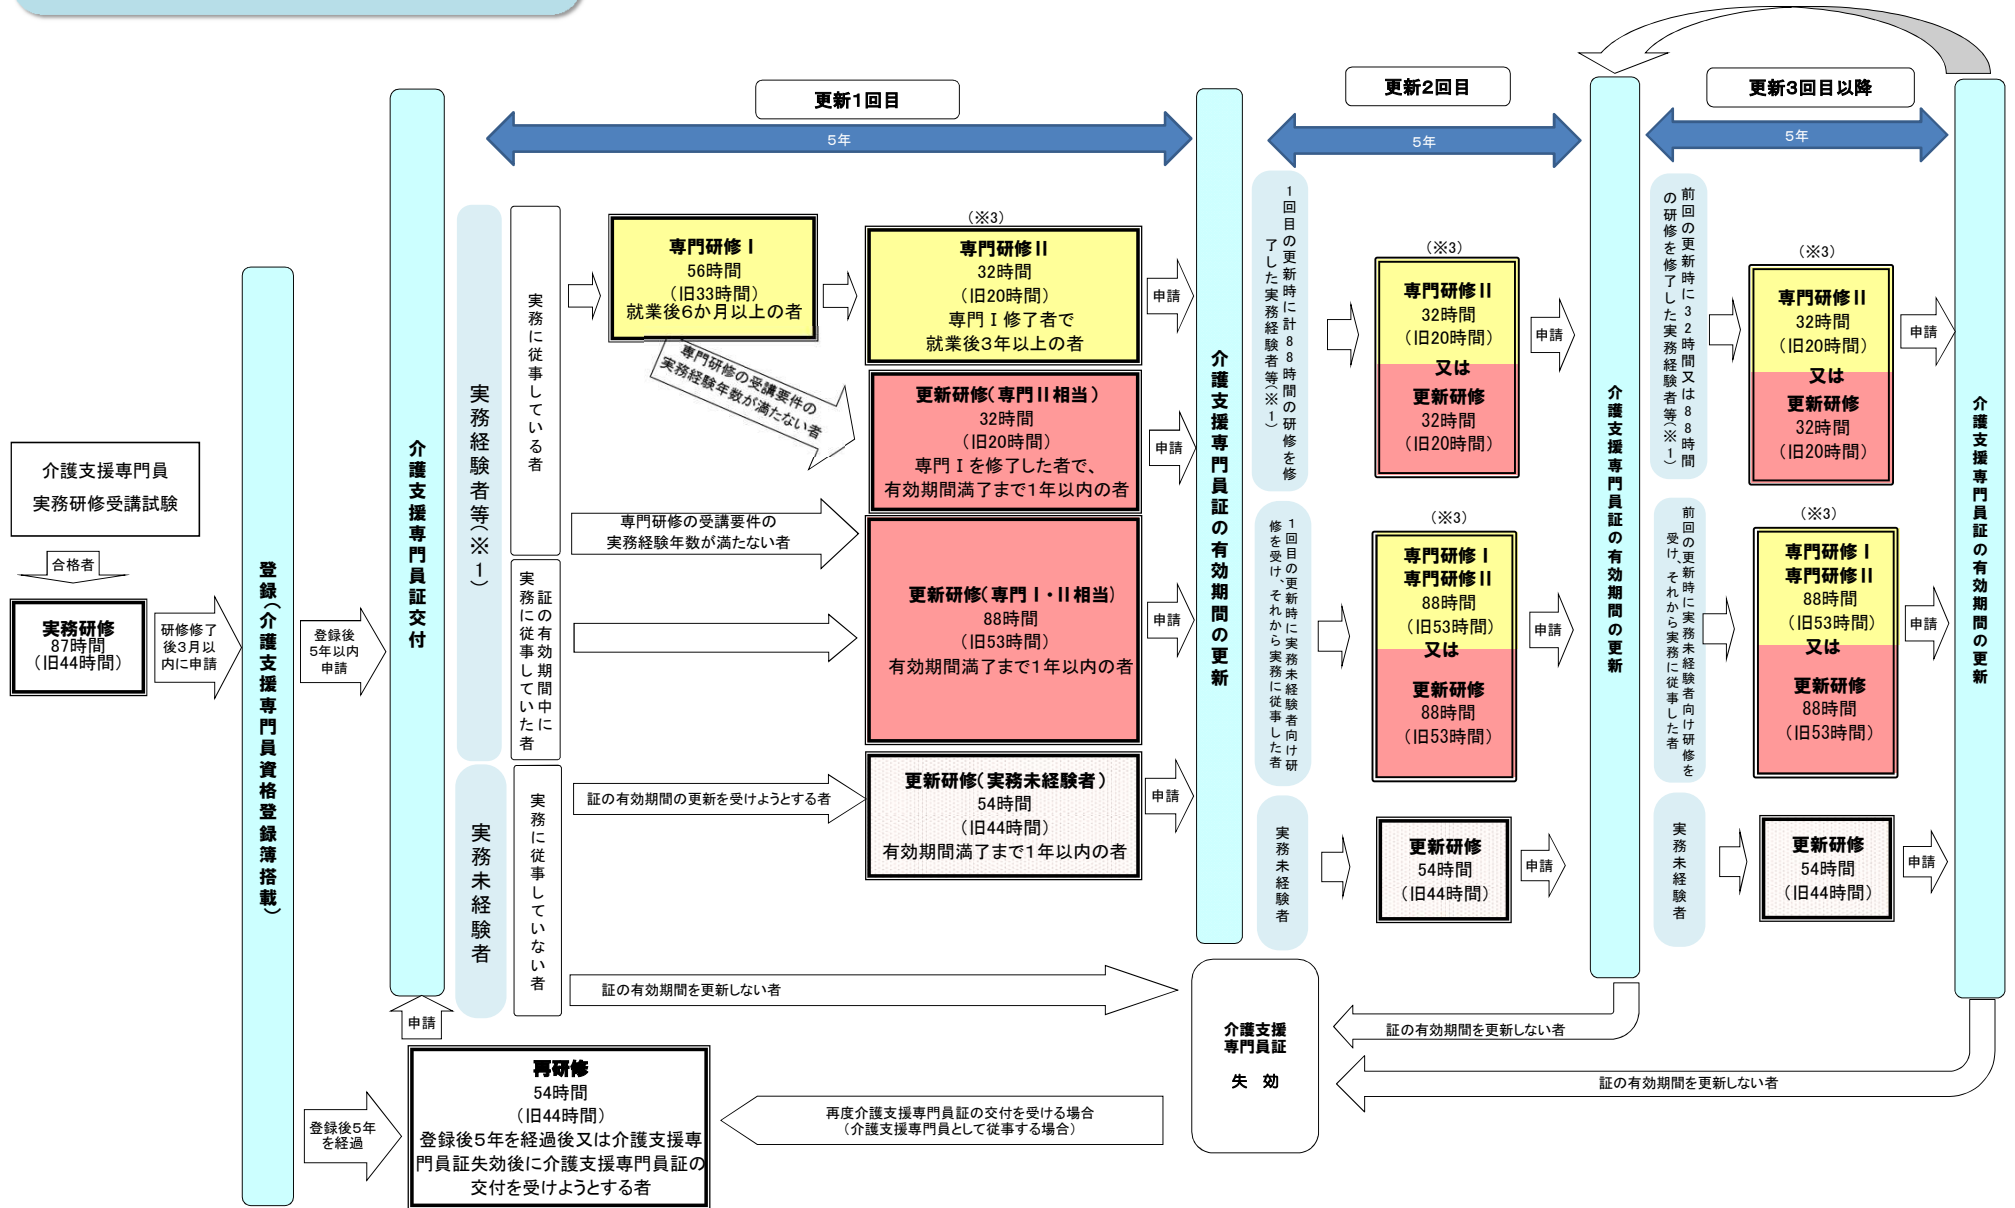 介護支援専門員
実務研修受講試験
合格者
実務研修
87時間
（旧44時間）
研修修了
後3月以
内に申請
登録（介護支援専門員資格登録簿搭載）
登録後
5年以内
申請
登録後5年
を経過
介護支援専門員証交付
申請
再研修
54時間
（旧44時間）
登録後5年を経過後又は介護支援専
門員証失効後に介護支援専門員証の
交付を受けようとする者
更新1回目
5年
実務経験者等（※1）
実務に従事している者
証の有効期間中に
実務に従事していた者
実務未経験者
実務に従事していない者
専門研修Ⅰ
56時間
（旧33時間）
就業後6か月以上の者
（※3）
専門研修Ⅱ
32時間
（旧20時間）
専門Ⅰ修了者で
就業後3年以上の者
申請
専門研修の受講要件の
実務経験年数が満たない者
更新研修（専門Ⅱ相当）
32時間
（旧20時間）
専門Ⅰを修了した者で、
有効期間満了まで1年以内の者
申請
専門研修の受講要件の
実務経験年数が満たない者
更新研修（専門Ⅰ・Ⅱ相当）
88時間
（旧53時間）
有効期間満了まで1年以内の者
申請
証の有効期間の更新を受けようとする者
更新研修（実務未経験者）
54時間
（旧44時間）
有効期間満了まで1年以内の者
申請
証の有効期間を更新しない者
再度介護支援専門員証の交付を受ける場合
（介護支援専門員として従事する場合）
介護支援専門員証の有効期間の更新
介護支援
専門員証
失 効
更新2回目
5年
1回目の更新時に計88時間の研修を修
了した実務経験者等（※1）
（※3）
専門研修Ⅱ
32時間
（旧20時間）
又は
更新研修
32時間
（旧20時間）
申請
1回目の更新時に実務未経験者向け研
修を受け、それから実務に従事した者
（※3）
専門研修Ⅰ
専門研修Ⅱ
88時間
（旧53時間）
又は
更新研修
88時間
（旧53時間）
申請
実務未経験者
更新研修
54時間
（旧44時間）
申請
介護支援専門員証の有効期間の更新
証の有効期間を更新しない者
更新3回目以降
5年
前回の更新時に32時間又は88時間
の研修を修了した実務経験者等（※1）
（※3）
専門研修Ⅱ
32時間
（旧20時間）
又は
更新研修
32時間
（旧20時間）
申請
前回の更新時に実務未経験者向け研修を
受け、それから実務に従事した者
（※3）
専門研修Ⅰ
専門研修Ⅱ
88時間
（旧53時間）
又は
更新研修
88時間
（旧53時間）
申請
実務未経験者
更新研修
54時間
（旧44時間）
申請
介護支援専門員証の有効期間の更新
証の有効期間を更新しない者